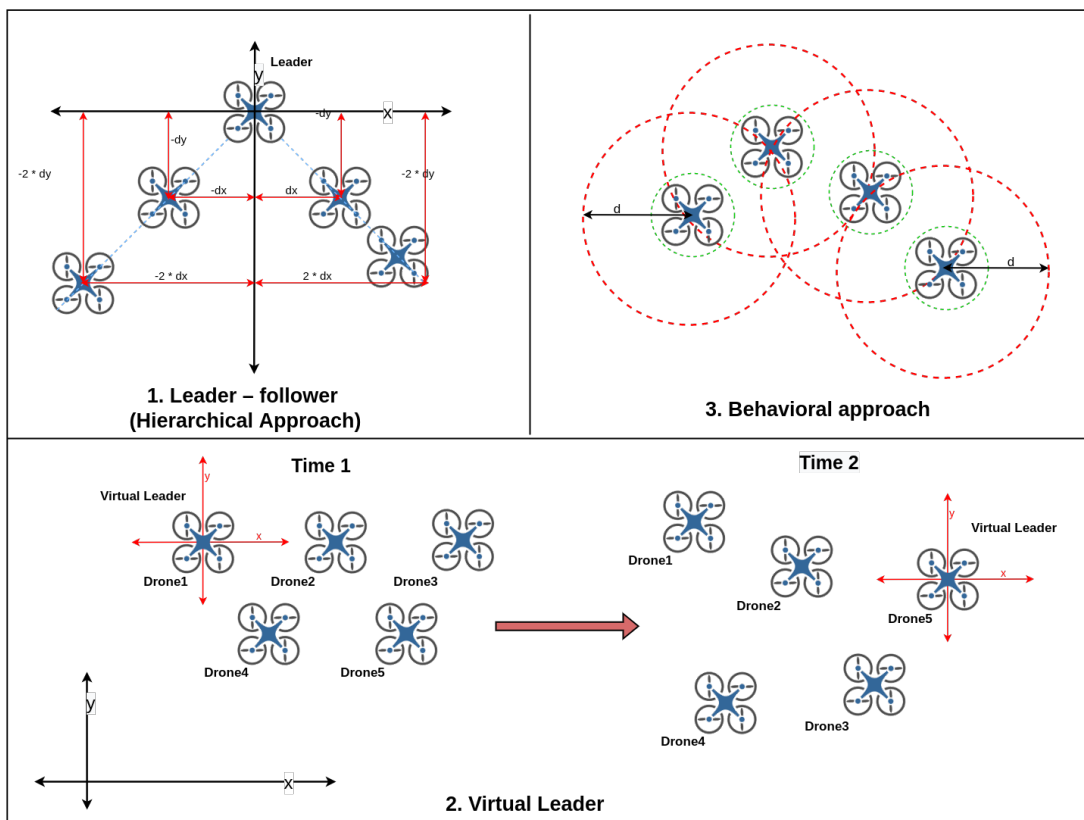 Leader
y
x
-dy
-dy
-2 * dy
-2 * dy
-dx
dx
-2 * dx
2 * dx
1. Leader – follower
(Hierarchical Approach)
d
d
3. Behavioral approach
Time 1
Virtual Leader
y
x
Drone1
Drone2
Drone3
Drone4
Drone5
y
x
Time 2
Virtual Leader
y
x
Drone1
Drone2
Drone5
Drone3
Drone4
2. Virtual Leader